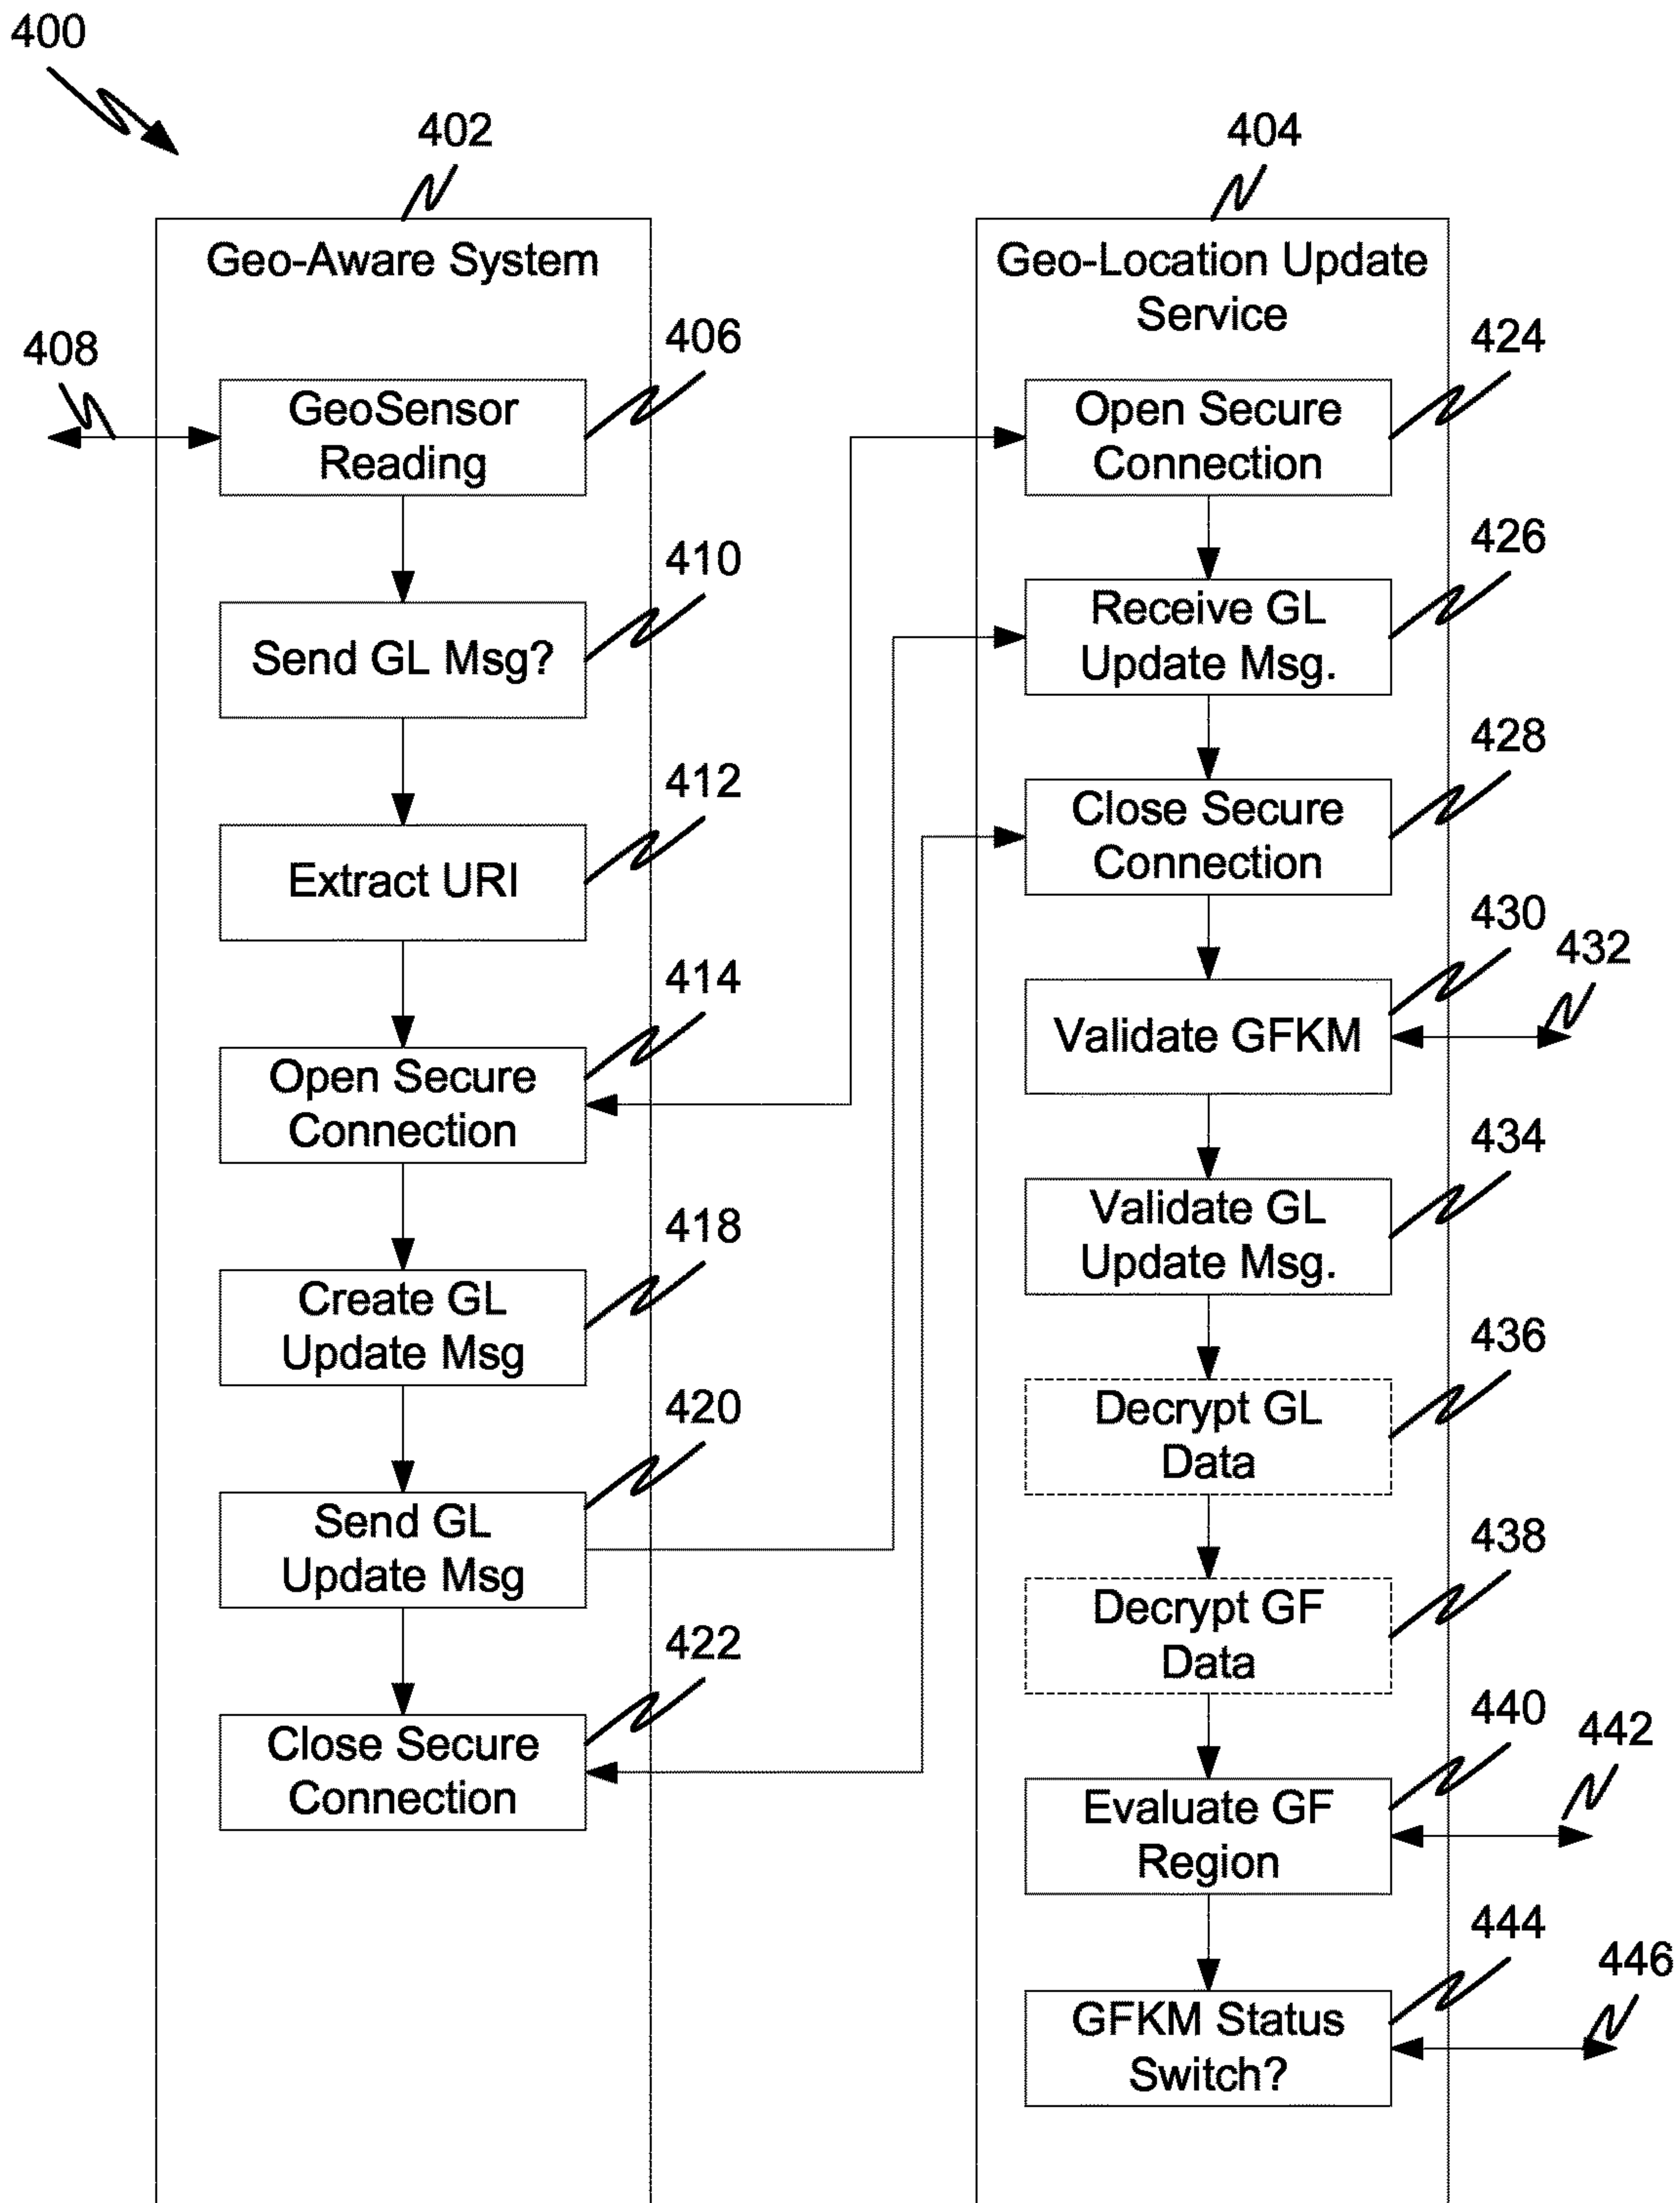 400
402
404
Geo-Aware System
Geo-Location Update
Service
408
406
424
GeoSensor
Reading
Open Secure
Connection
410
426
Send GL Msg?
Receive GL
Update Msg.
412
428
Extract URI
Close Secure
Connection
430
432
414
Open Secure
Connection
Validate GFKM
434
418
Validate GL
Update Msg.
Create GL
Update Msg
436
420
Decrypt GL
Data
Send GL
Update Msg
438
422
Decrypt GF
Data
Close Secure
Connection
440
442
Evaluate GF
Region
444
446
GFKM Status
Switch?